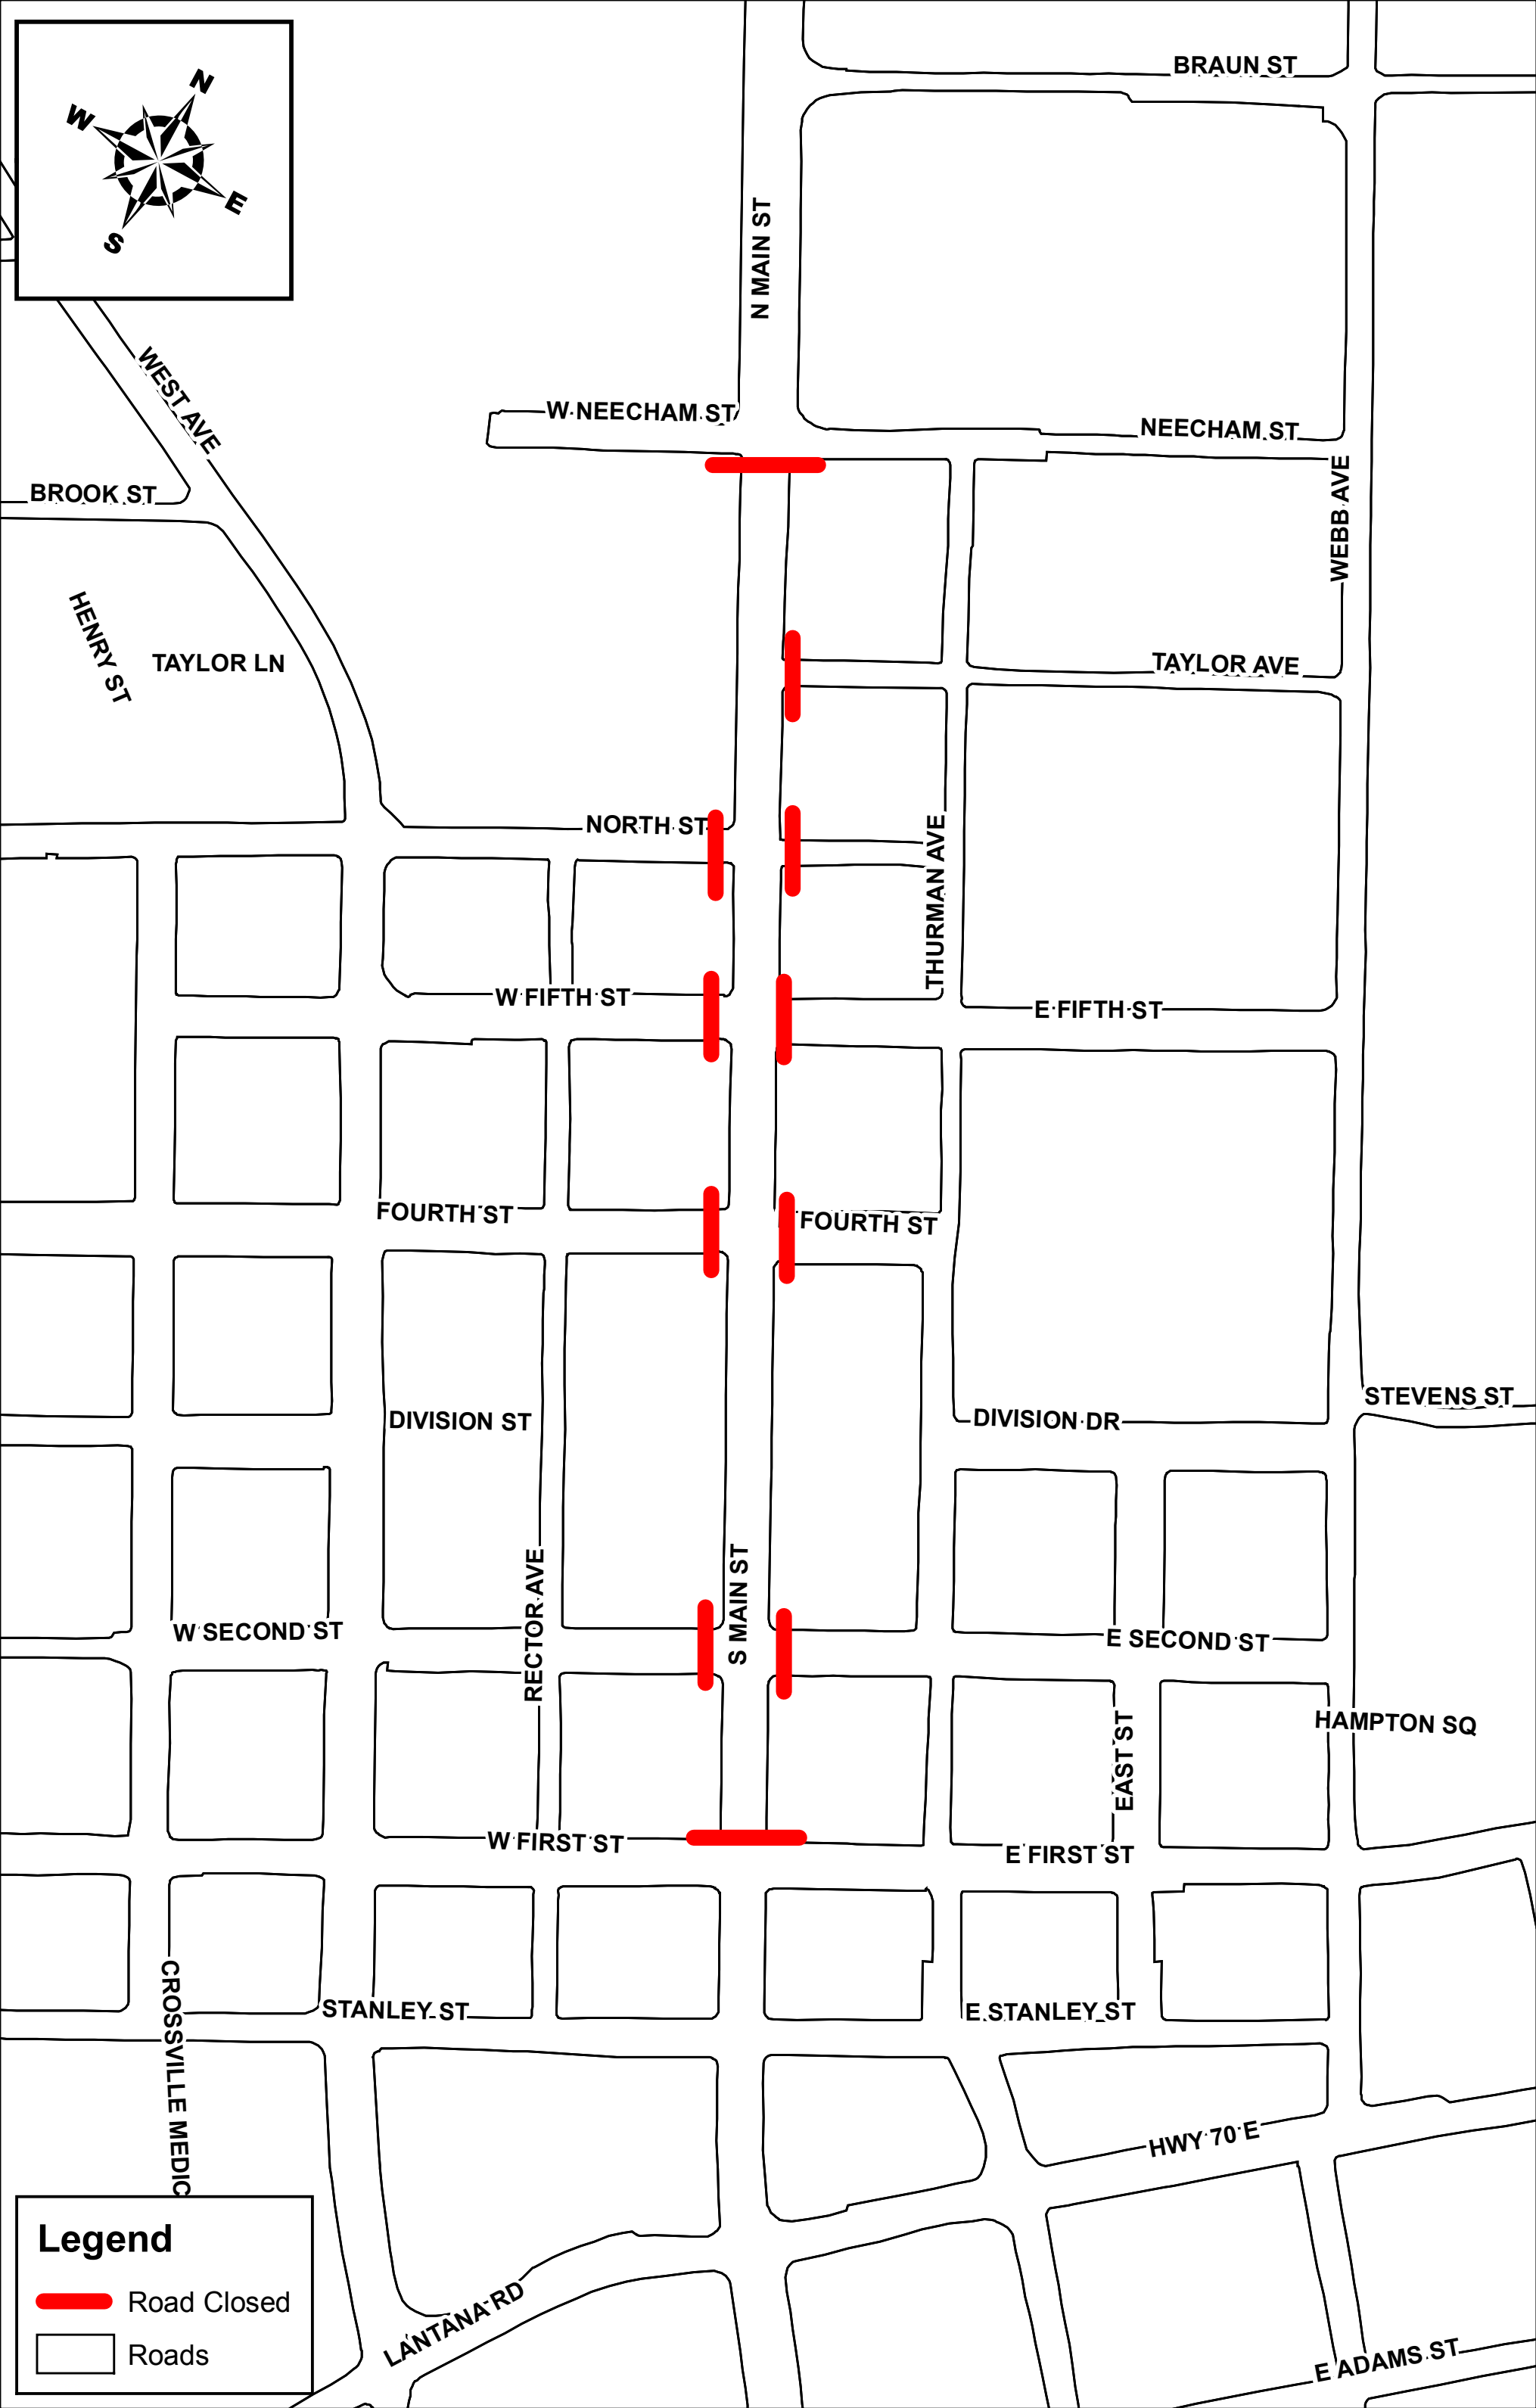 BRAUN ST
N
W
E
S
N MAIN ST
WEST AVE
W NEECHAM ST
NEECHAM ST
BROOK ST
WEBB AVE
HENRY ST
TAYLOR LN
TAYLOR AVE
NORTH ST
THURMAN AVE
W FIFTH ST
E FIFTH ST
FOURTH ST
FOURTH ST
STEVENS ST
DIVISION ST
DIVISION DR
RECTOR AVE
S MAIN ST
W SECOND ST
E SECOND ST
HAMPTON SQ
EAST ST
W FIRST ST
E FIRST ST
CROSSVILLE MEDIC
STANLEY ST
E STANLEY ST
HWY 70 E
LANTANA RD
E ADAMS ST
Legend
Road Closed
Roads